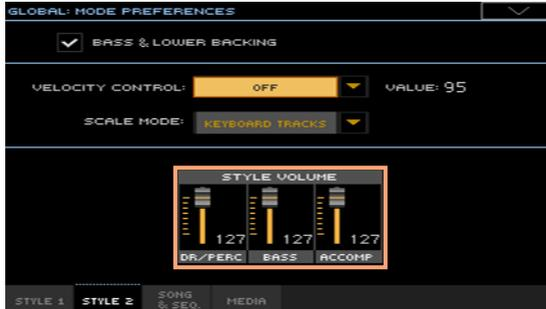 GLOBAL: MODE PREFERENCES
BASS & LOWER BACKING
VELOCITY CONTROL: OFF VALUE: 95
SCALE MODE: KEYBOARD TRACKS
STYLE VOLUME
127 127 127
DR/PERC BASS ACCOMP
STYLE 1 STYLE 2 SONG & SEQ. MEDIA